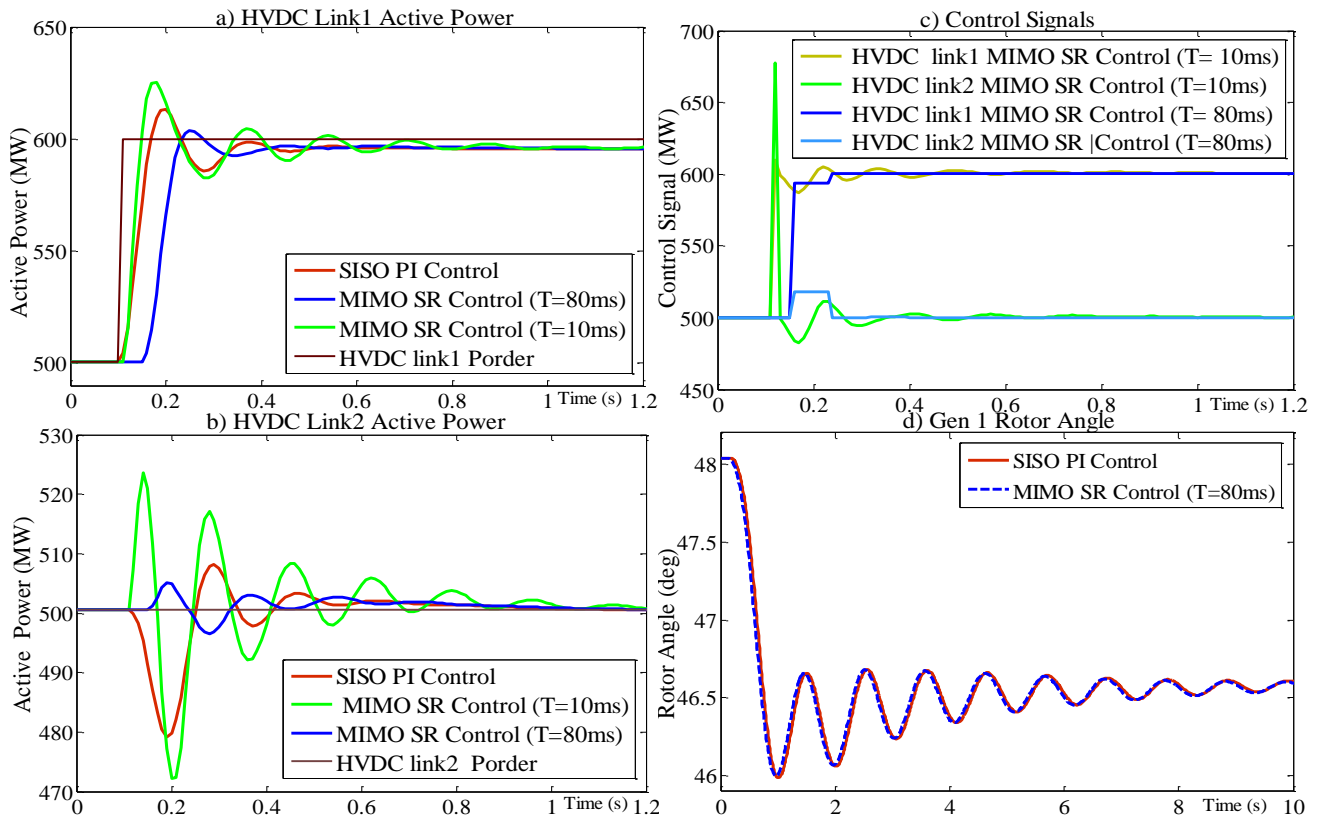 a) HVDC Link1 Active Power
650
600
550
500
Active Power (MW)
SISO PI Control
MIMO SR Control (T=80ms)
MIMO SR Control (T=10ms)
HVDC link1 Porder
0 0.2 0.4 0.6 0.8 1 Time (s) 1.2
c) Control Signals
700
650
600
550
500
450
Control Signal (MW)
HVDC link1 MIMO SR Control (T= 10ms)
HVDC link2 MIMO SR Control (T=10ms)
HVDC link1 MIMO SR Control (T= 80ms)
HVDC link2 MIMO SR |Control (T=80ms)
0 0.2 0.4 0.6 0.8 1 Time (s) 1.2
b) HVDC Link2 Active Power
530
520
510
500
490
480
470
Active Power (MW)
SISO PI Control
MIMO SR Control (T=10ms)
MIMO SR Control (T=80ms)
HVDC link2 Porder
0 0.2 0.4 0.6 0.8 1 Time (s) 1.2
d) Gen 1 Rotor Angle
48
47.5
47
46.5
46
Rotor Angle (deg)
SISO PI Control
MIMO SR Control (T=80ms)
0 2 4 6 8 Time (s) 10